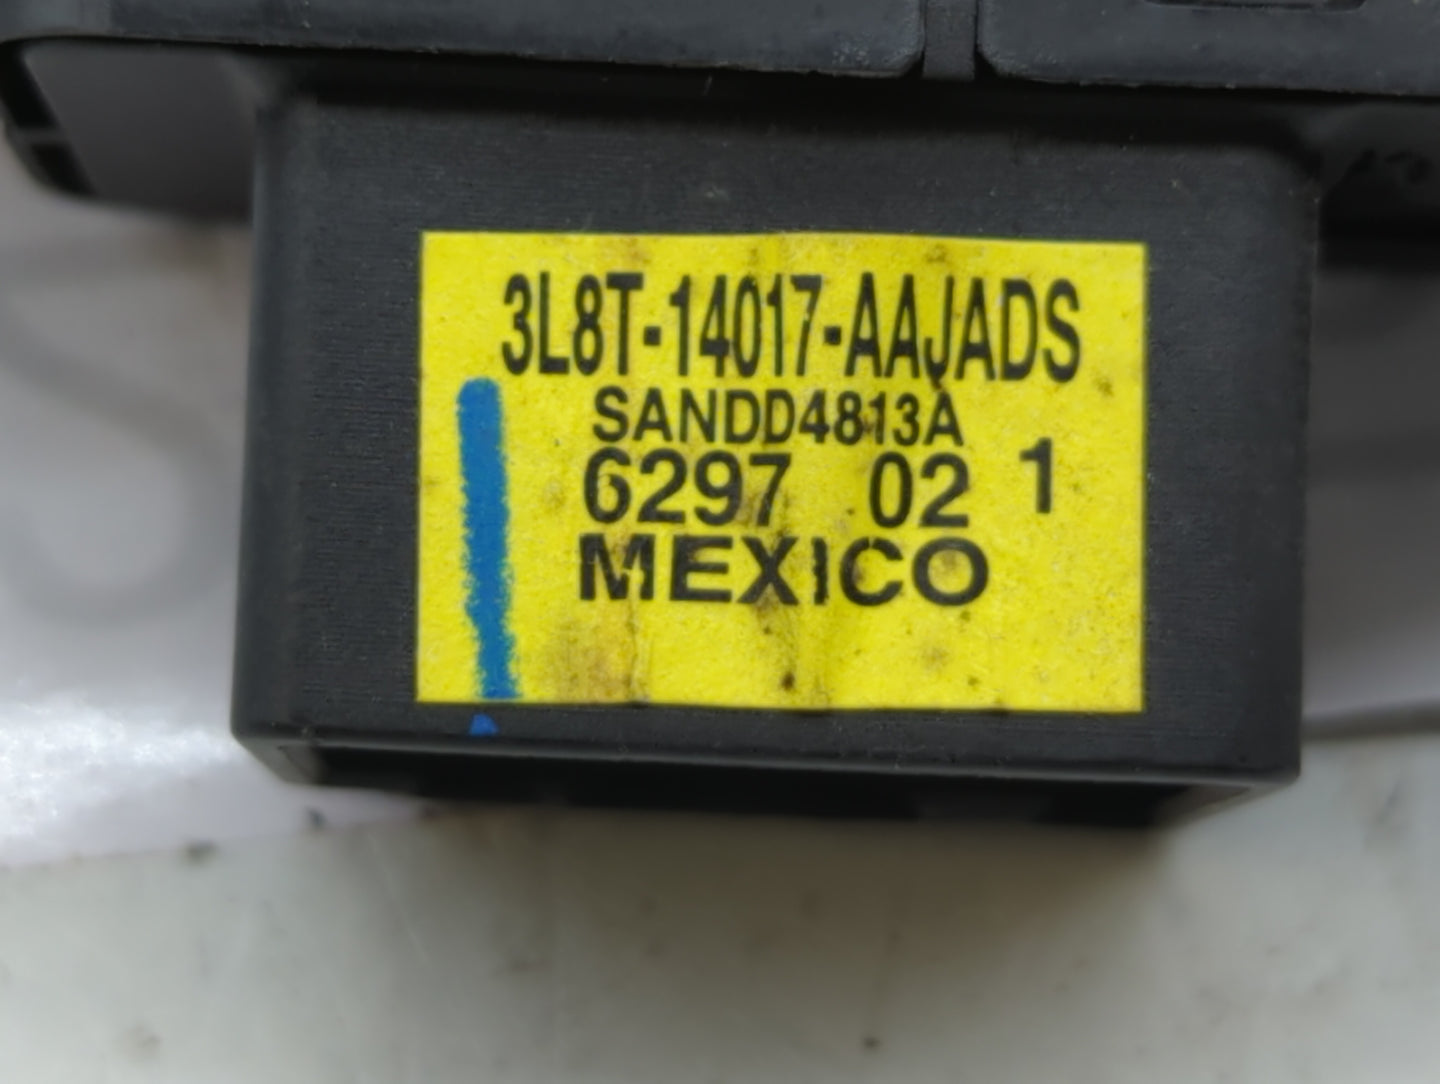 3L8T-14017-AAJADS
SANDD4813A
6297 02 1
MEXICO